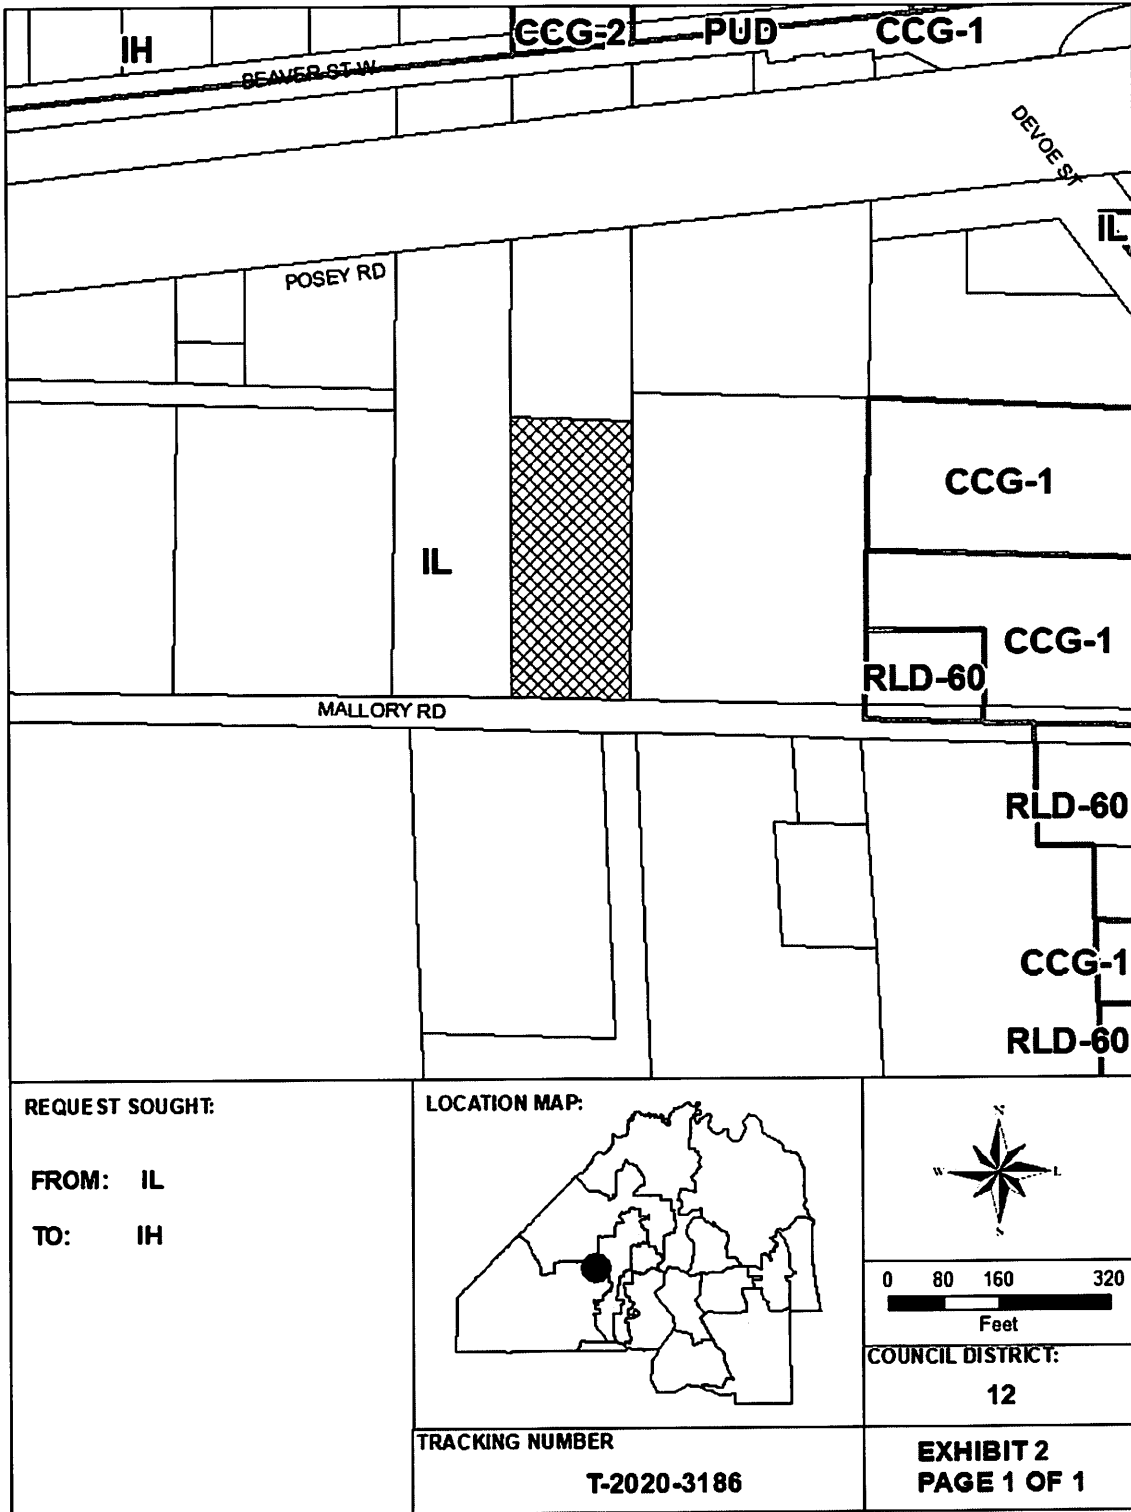 IH
CCG-2
PUD
CCG-1
BEAVER ST W
DEVOE ST
IL
POSEY RD
CCG-1
IL
CCG-1
RLD-60
MALLORY RD
RLD-60
CCG-1
RLD-60
REQUEST SOUGHT:
FROM: IL
TO: IH
LOCATION MAP:
N
W
S
0 80 160 320
Feet
COUNCIL DISTRICT:
12
TRACKING NUMBER
T-2020-3186
EXHIBIT 2
PAGE 1 OF 1